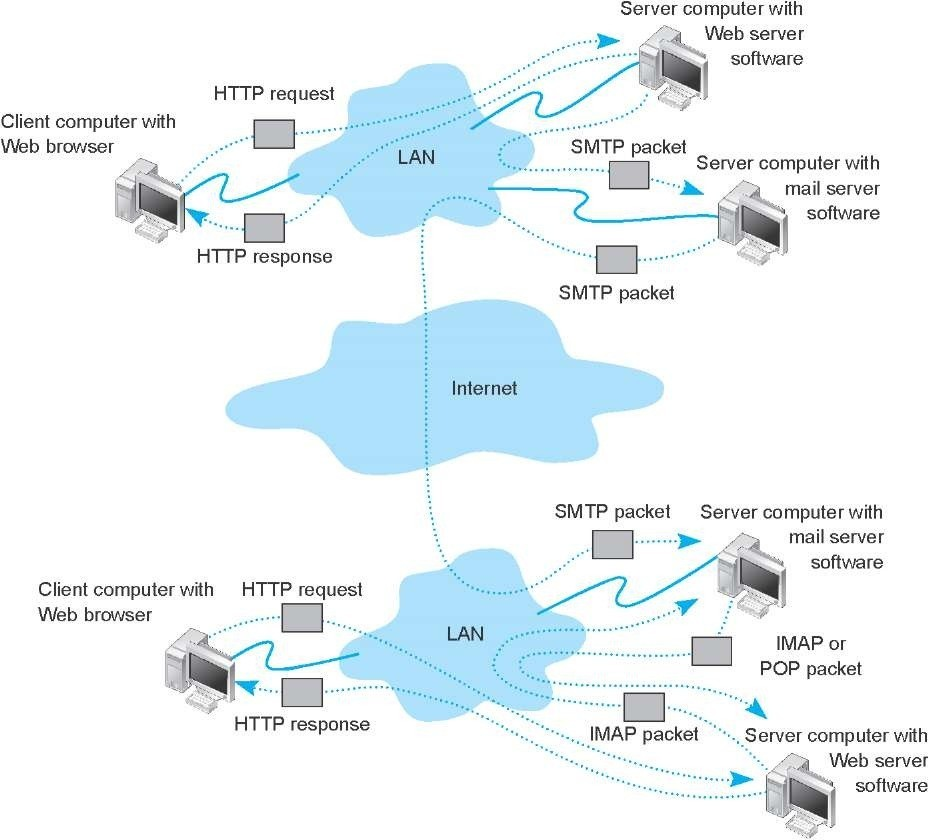 Server computer with
Web server
software
HTTP request
Client computer with
Web browser
LAN
SMTP packet
Server computer with
mail server
software
HTTP response
SMTP packet
Internet
SMTP packet
Server computer with
mail server
software
Client computer with
Web browser
HTTP request
LAN
IMAP or
POP packet
HTTP response
IMAP packet
Server computer with
Web server
software